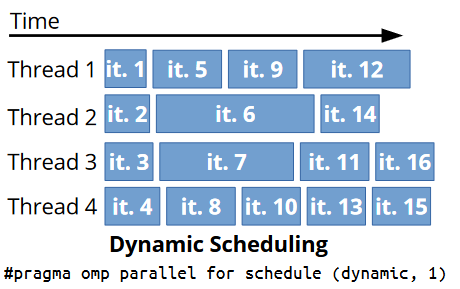 Time
Thread 1 it. 1 it. 5 it. 9 it. 12
Thread 2 it. 2 it. 6 it. 14
Thread 3 it. 3 it. 7 it. 11 it. 16
Thread 4 it. 4 it. 8 it. 10 it. 13 it. 15
Dynamic Scheduling
#pragma omp parallel for schedule (dynamic, 1)